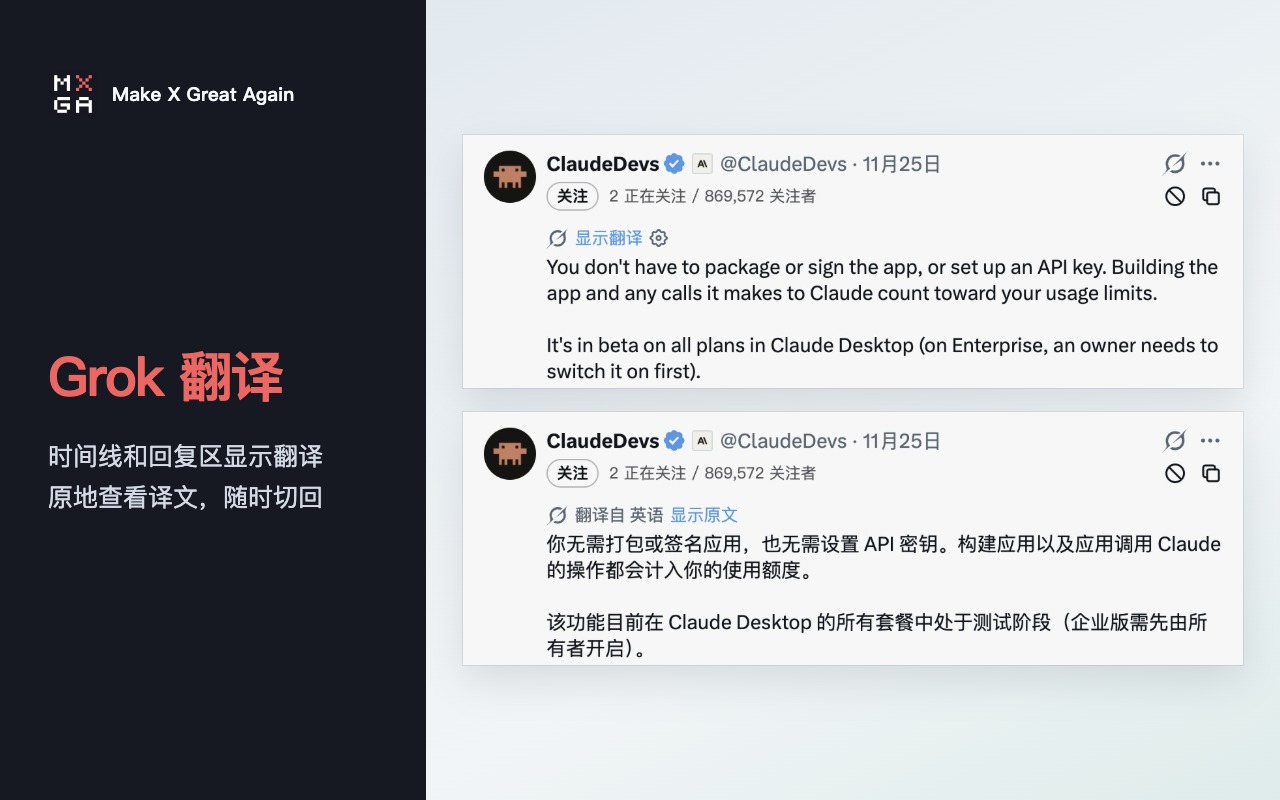 MX
GA
Make X Great Again
Grok 翻译
时间线和回复区显示翻译
原地查看译文，随时切回
ClaudeDevs A\ @ClaudeDevs · 11月25日
关注 2 正在关注 / 869,572 关注者
显示翻译
You don't have to package or sign the app, or set up an API key. Building the
app and any calls it makes to Claude count toward your usage limits.
It's in beta on all plans in Claude Desktop (on Enterprise, an owner needs to
switch it on first).
ClaudeDevs A\ @ClaudeDevs · 11月25日
关注 2 正在关注 / 869,572 关注者
翻译自 英语 显示原文
你无需打包或签名应用，也无需设置 API 密钥。构建应用以及应用调用 Claude
的操作都会计入你的使用额度。
该功能目前在 Claude Desktop 的所有套餐中处于测试阶段（企业版需先由所
有者开启）。